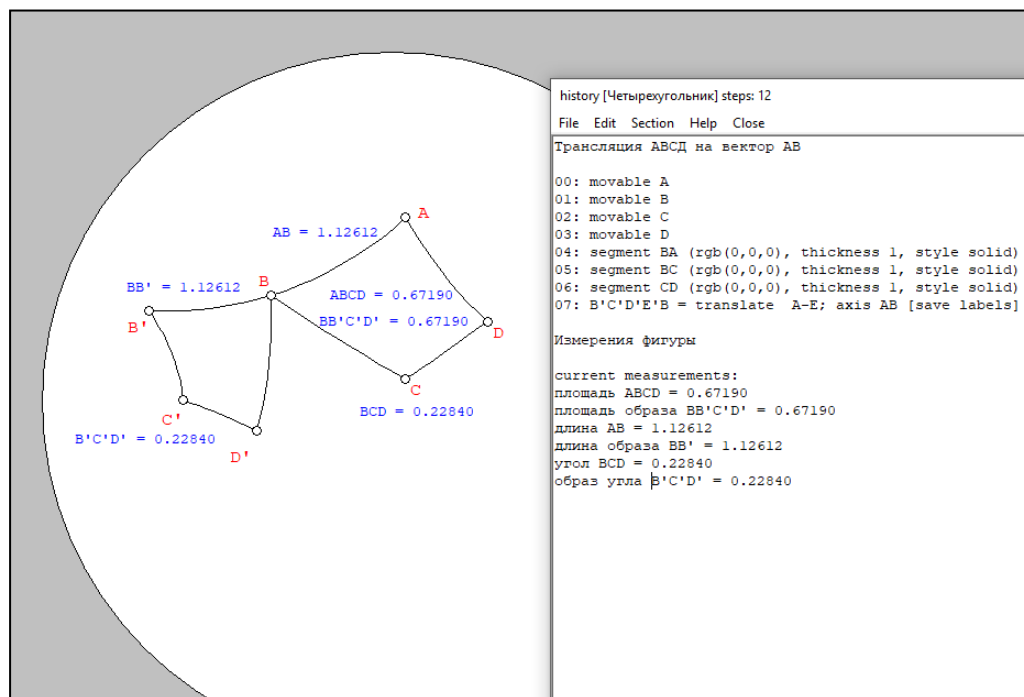 A
AB = 1.12612
B
BB' = 1.12612
ABCD = 0.67190
BB'C'D' = 0.67190
B'
D
C
BCD = 0.22840
C'
B'C'D' = 0.22840
D'
history [Четырехугольник] steps: 12
File Edit Section Help Close
Трансляция АВСД на вектор АВ
00: movable A
01: movable B
02: movable C
03: movable D
04: segment BA (rgb(0,0,0), thickness 1, style solid)
05: segment BC (rgb(0,0,0), thickness 1, style solid)
06: segment CD (rgb(0,0,0), thickness 1, style solid)
07: B'C'D'E'B = translate A-E; axis AB [save labels]
Измерения фигуры
current measurements:
площадь ABCD = 0.67190
площадь образа BB'C'D' = 0.67190
длина AB = 1.12612
длина образа BB' = 1.12612
угол BCD = 0.22840
образ угла B'C'D' = 0.22840